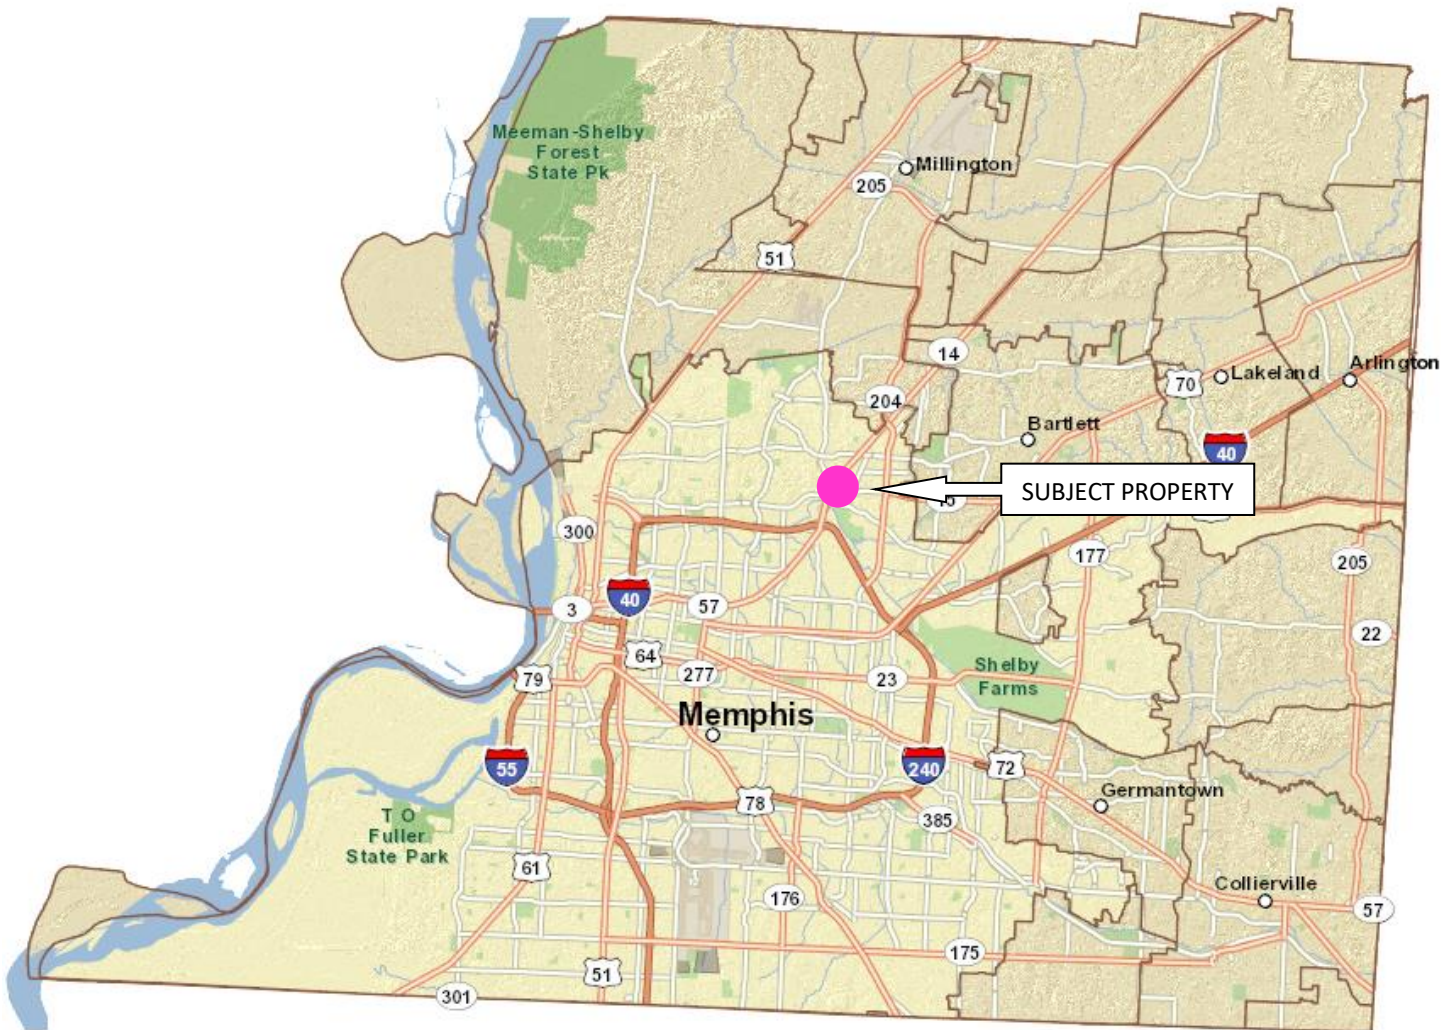 Meeman-Shelby
Forest
State Pk
Millington
205
51
14
Arlington
70
Lakeland
204
Bartlett
40
SUBJECT PROPERTY
300
177
205
40
57
3
22
64
Shelby
Farms
79
277
23
Memphis
55
240
72
78
Germantown
T O
Fuller
State Park
385
61
Collierville
176
57
175
51
301